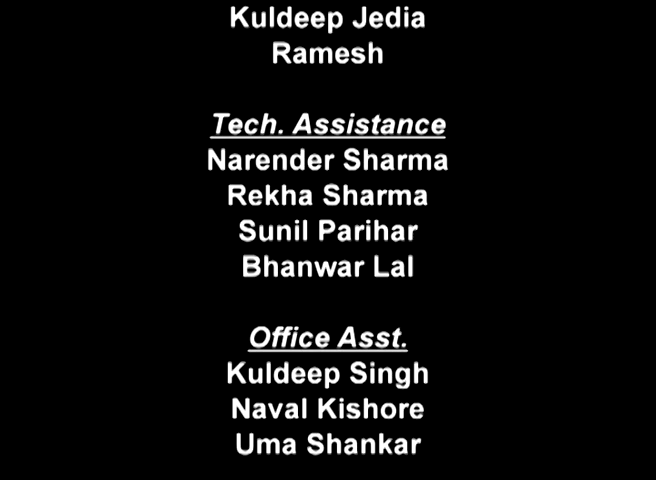 Kuldeep Jedia
Ramesh
Tech. Assistance
Narender Sharma
Rekha Sharma
Sunil Parihar
Bhanwar Lal
Office Asst.
Kuldeep Singh
Naval Kishore
Uma Shankar